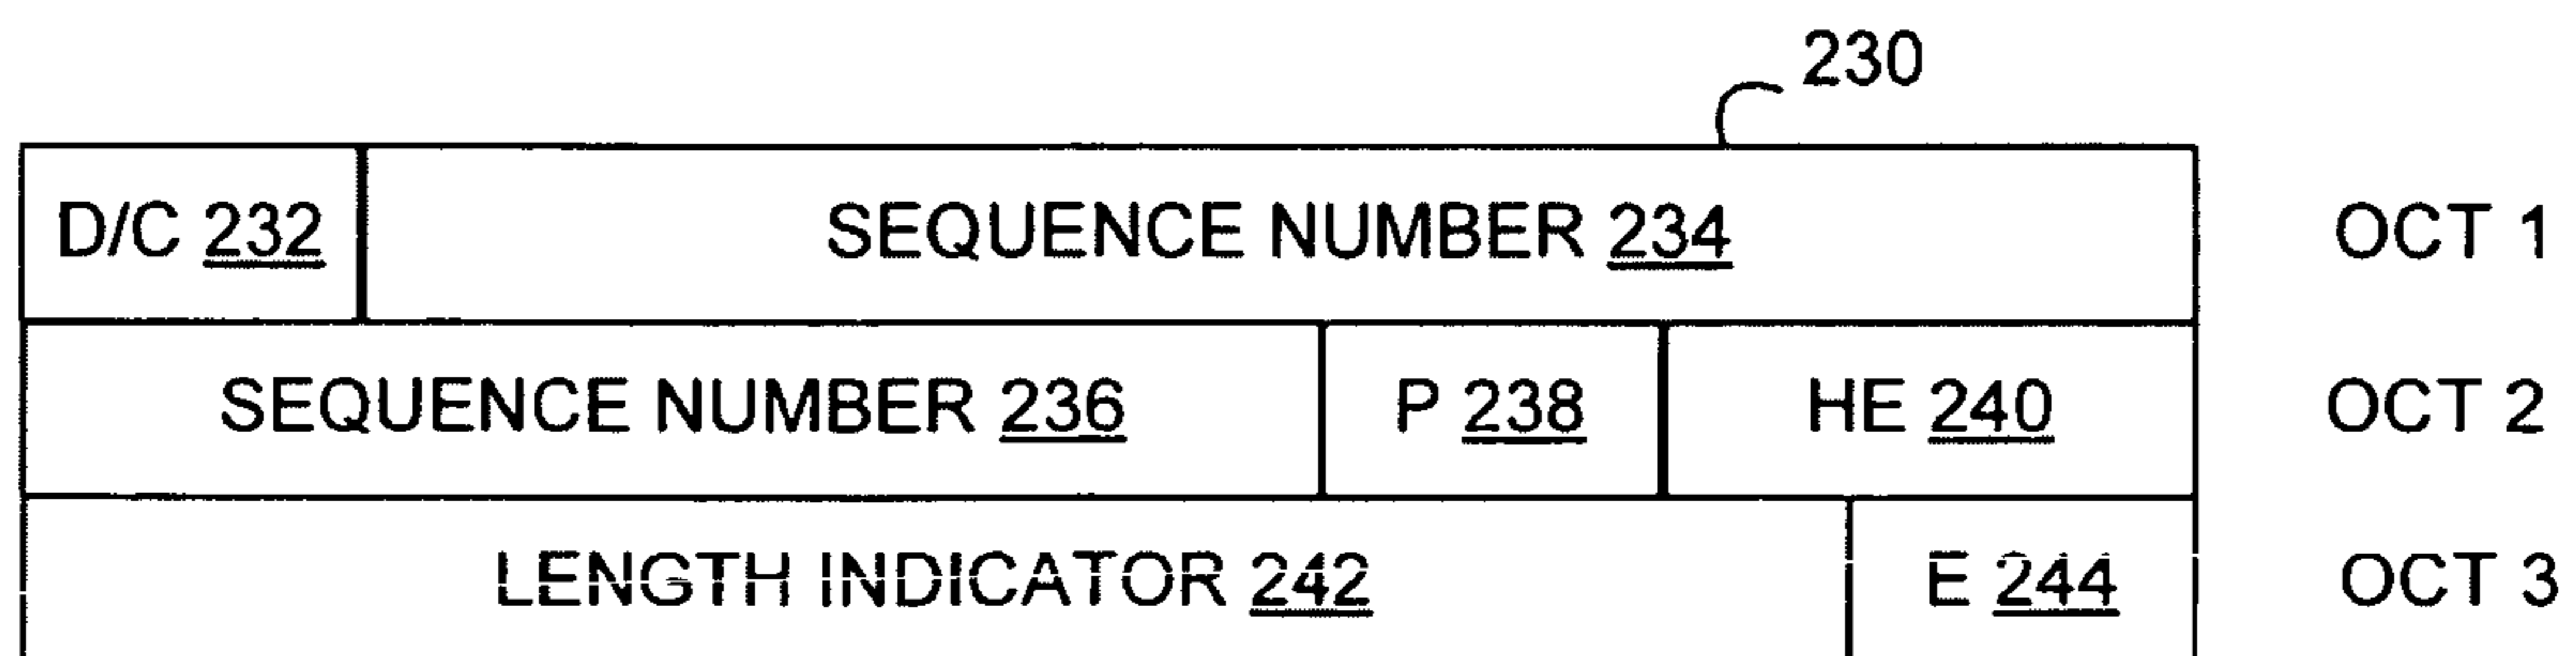 230
D/C 232 SEQUENCE NUMBER 234 OCT 1
SEQUENCE NUMBER 236 P 238 HE 240 OCT 2
LENGTH INDICATOR 242 E 244 OCT 3